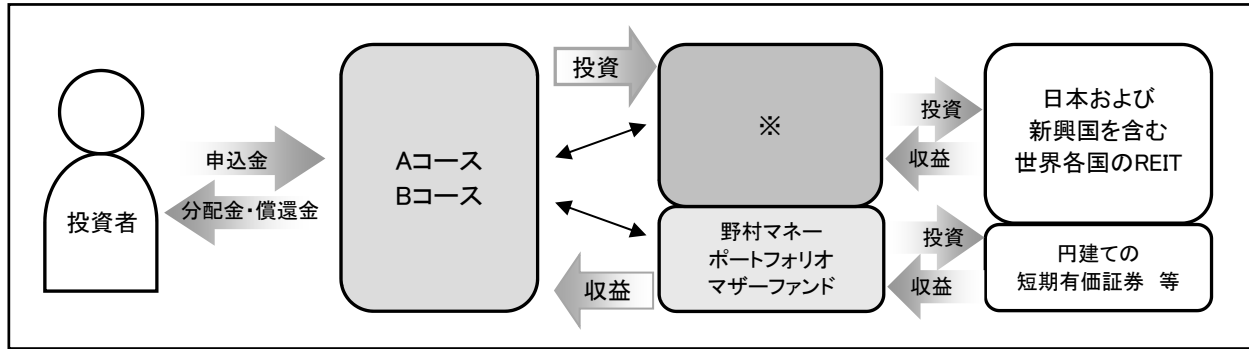 投資者
申込金
分配金・償還金
Aコース
Bコース
投資
収益
※
野村マネー
ポートフォリオ
マザーファンド
投資
収益
日本および
新興国を含む
世界各国のREIT
投資
収益
円建ての
短期有価証券 等